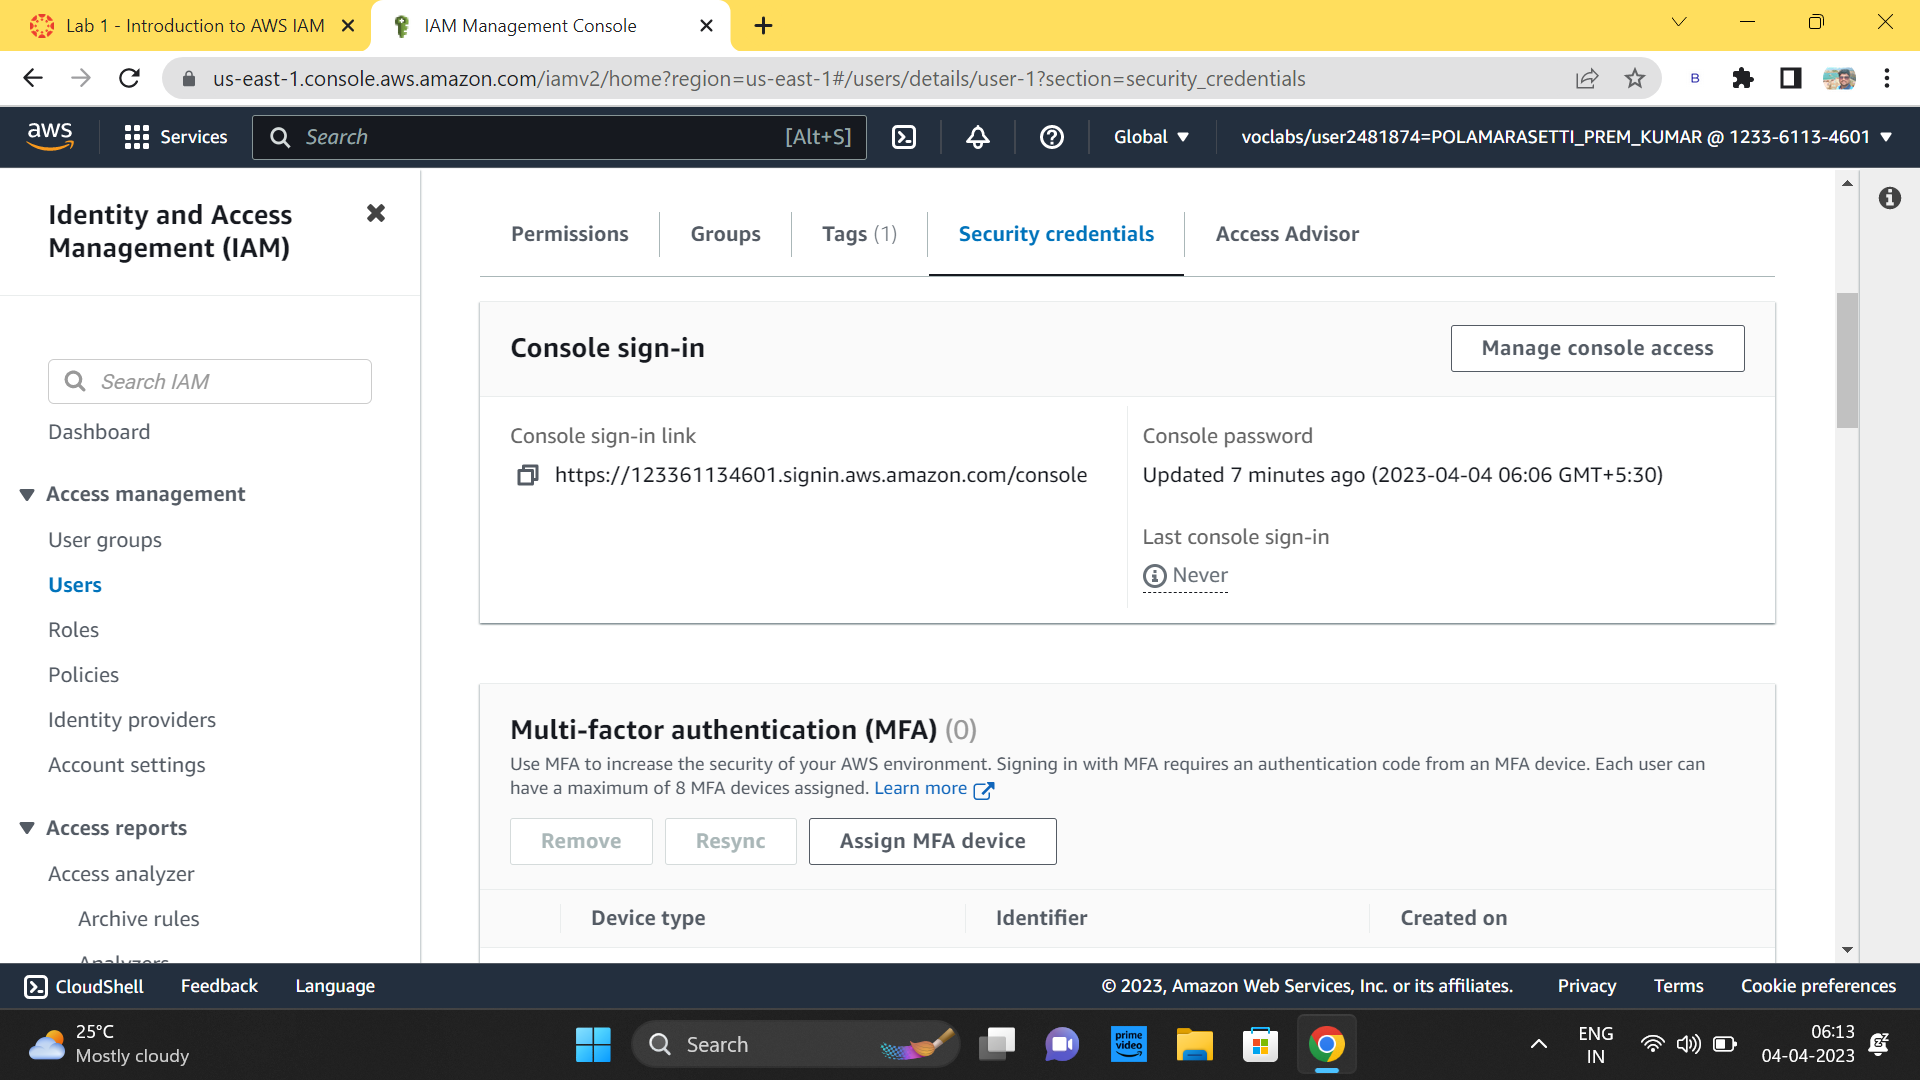 Lab 1 - Introduction to AWS IAM
IAM Management Console
us-east-1.console.aws.amazon.com/iamv2/home?region=us-east-1#/users/details/user-1?section=security_credentials
B
aws
Services
Search
[Alt+S]
Global
voclabs/user2481874=POLAMARASETTI_PREM_KUMAR @ 1233-6113-4601
Identity and Access
Management (IAM)
Search IAM
Dashboard
Access management
User groups
Users
Roles
Policies
Identity providers
Account settings
Access reports
Access analyzer
Archive rules
Analyzers
Permissions
Groups
Tags (1)
Security credentials
Access Advisor
Console sign-in
Manage console access
Console sign-in link
https://123361134601.signin.aws.amazon.com/console
Console password
Updated 7 minutes ago (2023-04-04 06:06 GMT+5:30)
Last console sign-in
Never
Multi-factor authentication (MFA) (0)
Use MFA to increase the security of your AWS environment. Signing in with MFA requires an authentication code from an MFA device. Each user can
have a maximum of 8 MFA devices assigned. Learn more
Remove
Resync
Assign MFA device
Device type
Identifier
Created on
CloudShell
Feedback
Language
© 2023, Amazon Web Services, Inc. or its affiliates.
Privacy
Terms
Cookie preferences
25°C
Mostly cloudy
Search
prime
video
ENG
IN
06:13
04-04-2023